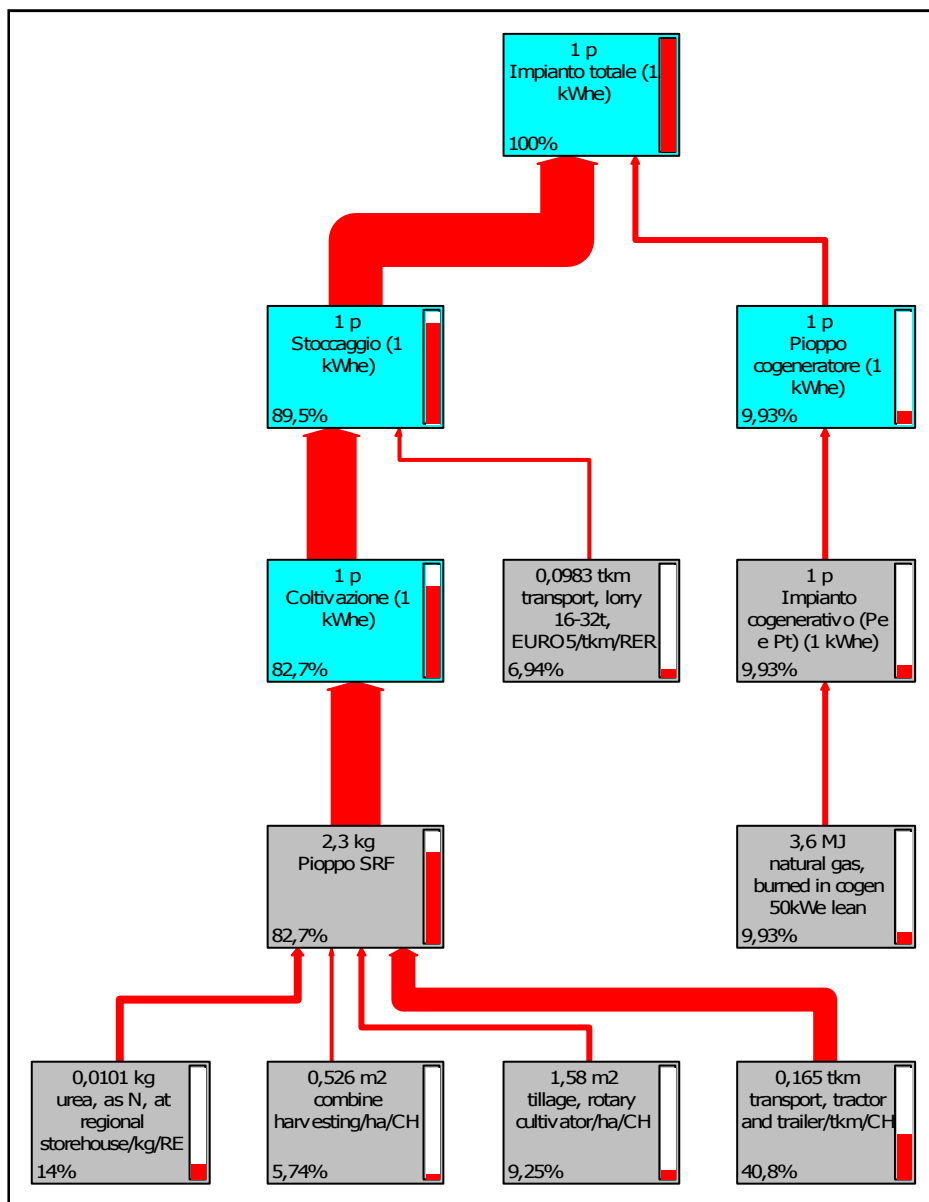 1 p
Impianto totale (1
kWhe)
100%
1 p
Stoccaggio (1
kWhe)
89,5%
1 p
Pioppo
cogeneratore (1
kWhe)
9,93%
1 p
Coltivazione (1
kWhe)
82,7%
0,0983 tkm
transport, lorry
16-32t,
EURO5/tkm/RER
6,94%
1 p
Impianto
cogenerativo (Pe
e Pt) (1 kWhe)
9,93%
2,3 kg
Pioppo SRF
82,7%
3,6 MJ
natural gas,
burned in cogen
50kWe lean
9,93%
0,0101 kg
urea, as N, at
regional
storehouse/kg/RE
14%
0,526 m2
combine
harvesting/ha/CH
5,74%
1,58 m2
tillage, rotary
cultivator/ha/CH
9,25%
0,165 tkm
transport, tractor
and trailer/tkm/CH
40,8%